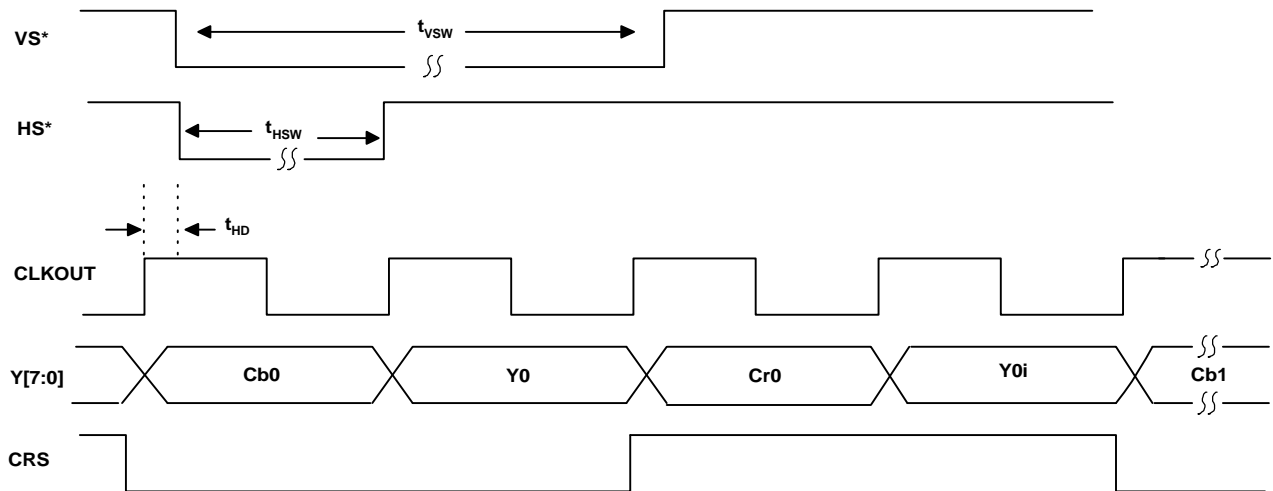 VS*
tVSW
HS*
tHSW
tHD
CLKOUT
Y[7:0]
Cb0
Y0
Cr0
Y0i
Cb1
CRS